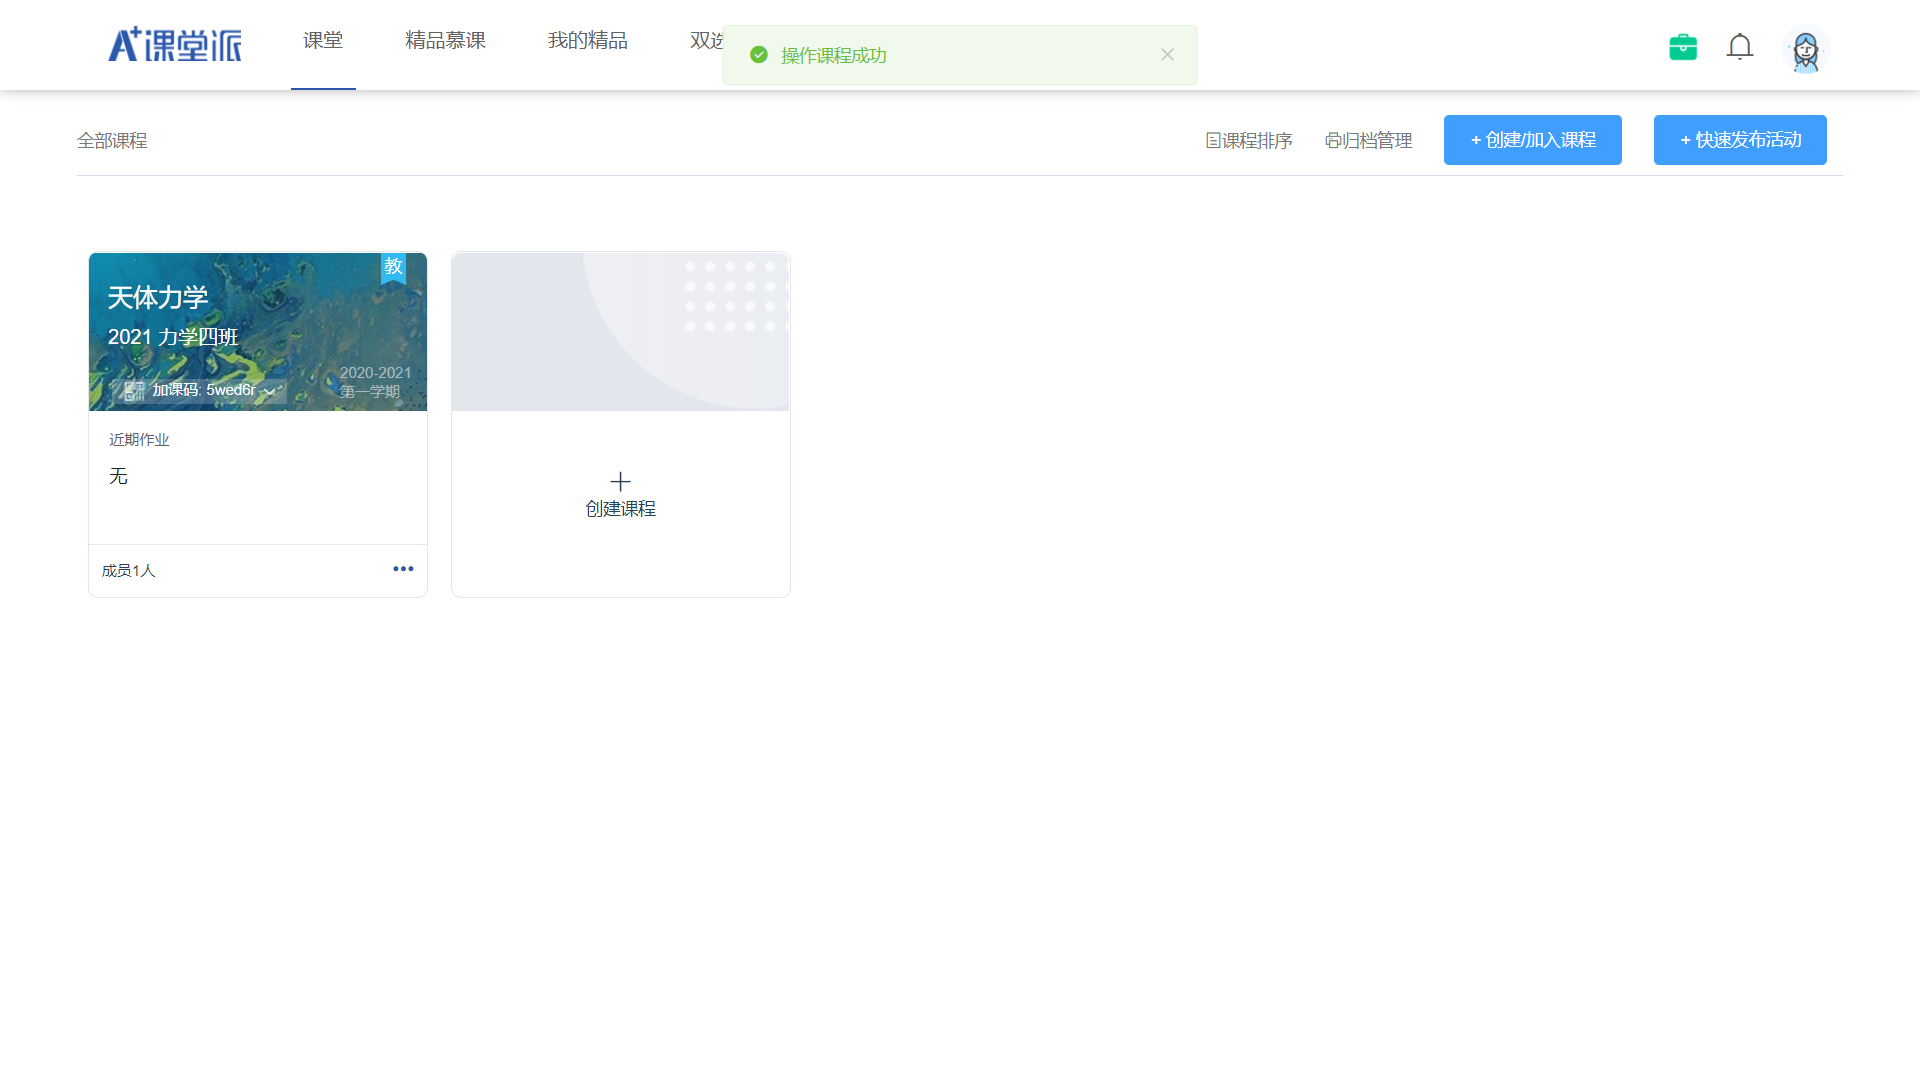 A+课堂派
课堂
精品慕课
我的精品
双选
操作课程成功
全部课程
课程排序
归档管理
+ 创建/加入课程
+ 快速发布活动
教
天体力学
2021 力学四班
加课码: 5wed6r
2020-2021
第一学期
近期作业
无
成员1人
创建课程